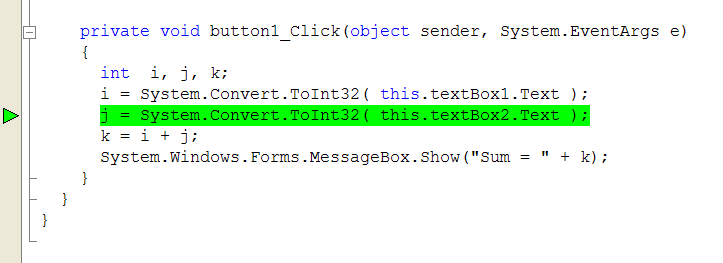 private void button1_Click(object sender, System.EventArgs e)
{
int  i, j, k;
i = System.Convert.ToInt32( this.textBox1.Text );
j = System.Convert.ToInt32( this.textBox2.Text );
k = i + j;
System.Windows.Forms.MessageBox.Show("Sum = " + k);
}
}
}